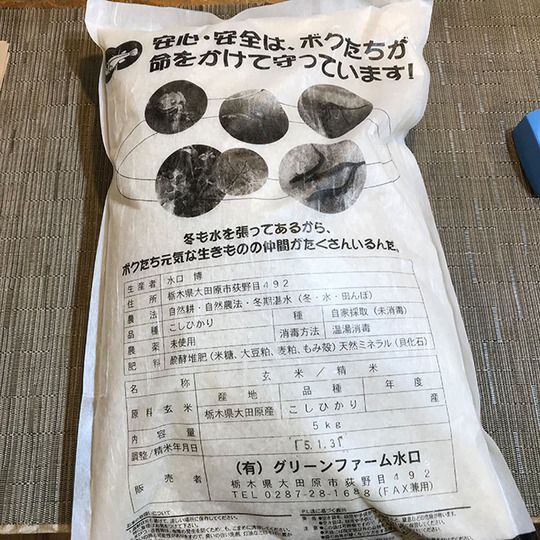 安心・安全は、ボクたちが
命をかけて守っています!
冬も水を張ってあるから、
ボクたち元気な生きものの仲間がたくさんいるんだ。
生産者 水口 博
住所 栃木県大田原市荻野目492
農法 自然耕・自然農法・冬期湛水(冬・水・田んぼ)
品種 こしひかり 種 自家採取(未消毒)
農薬 未使用 消毒方法 温湯消毒
肥料 醗酵堆肥(米糠、大豆粕、麦粒、もみ殻)天然ミネラル(貝化石)
名称 玄米/精米
原料玄米 産地 品種 年度
栃木県大田原産 こしひかり 産
内容量 5kg
調整/精米年月日 15.1.31
販売者 (有)グリーンファーム水口
栃木県大田原市荻野目492
TEL 0287-28-1688(FAX兼用)